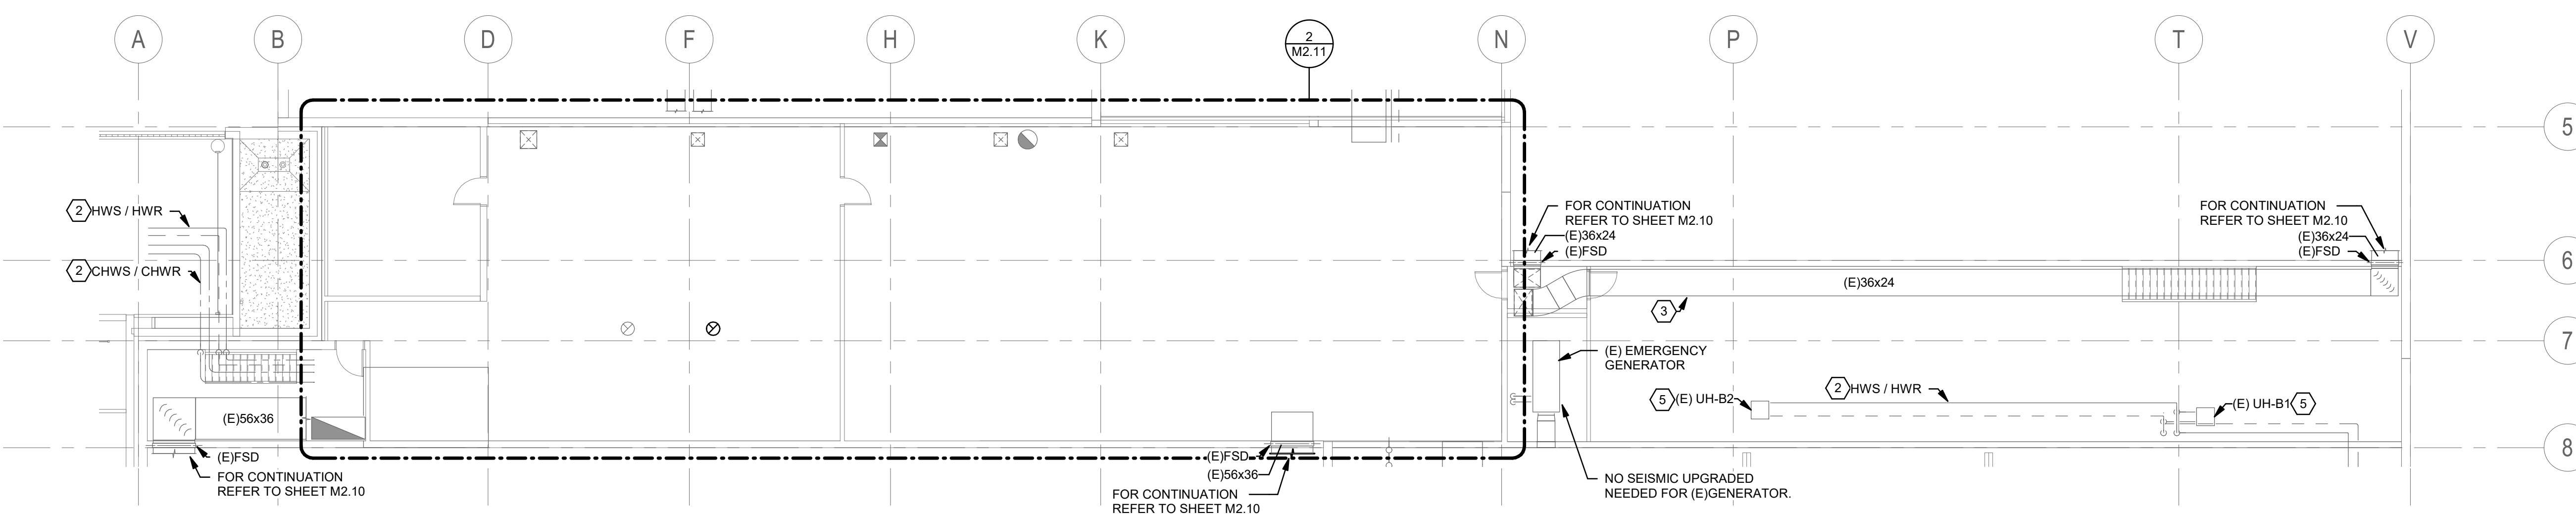 A
B
D
F
H
K
2
M2.11
N
P
T
V
5
6
7
8
2 HWS / HWR
2 CHWS / CHWR
(E)56x36
(E)FSD
FOR CONTINUATION
REFER TO SHEET M2.10
(E)FSD
(E)56x36
FOR CONTINUATION
REFER TO SHEET M2.10
FOR CONTINUATION
REFER TO SHEET M2.10
(E)36x24
(E)FSD
(E)36x24
3
FOR CONTINUATION
REFER TO SHEET M2.10
(E)36x24
(E)FSD
(E) EMERGENCY
GENERATOR
5 (E) UH-B2
2 HWS / HWR
(E) UH-B1 5
NO SEISMIC UPGRADED
NEEDED FOR (E)GENERATOR.